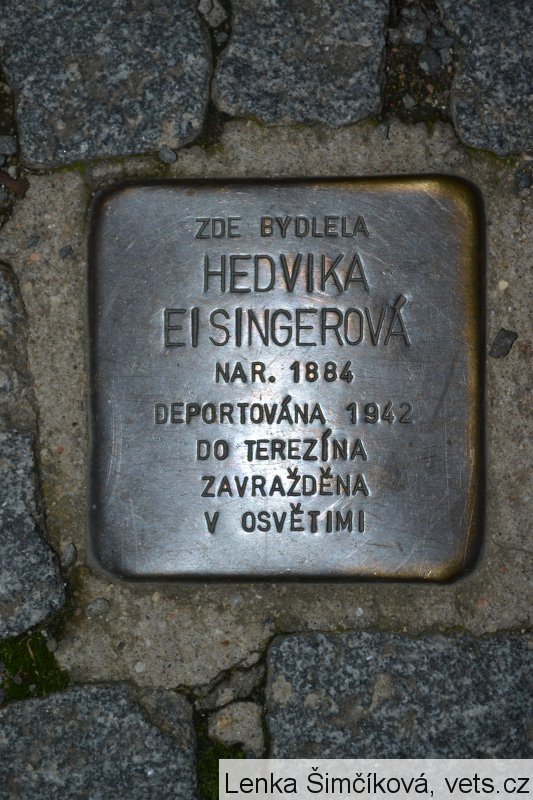 ZDE BYDLELA
HEDVIKA
EISINGEROVÁ
NAR. 1884
DEPORTOVÁNA 1942
DO TEREZÍNA
ZAVRAŽDĚNA
V OSVĚTIMI
Lenka Šimčíková, vets.cz